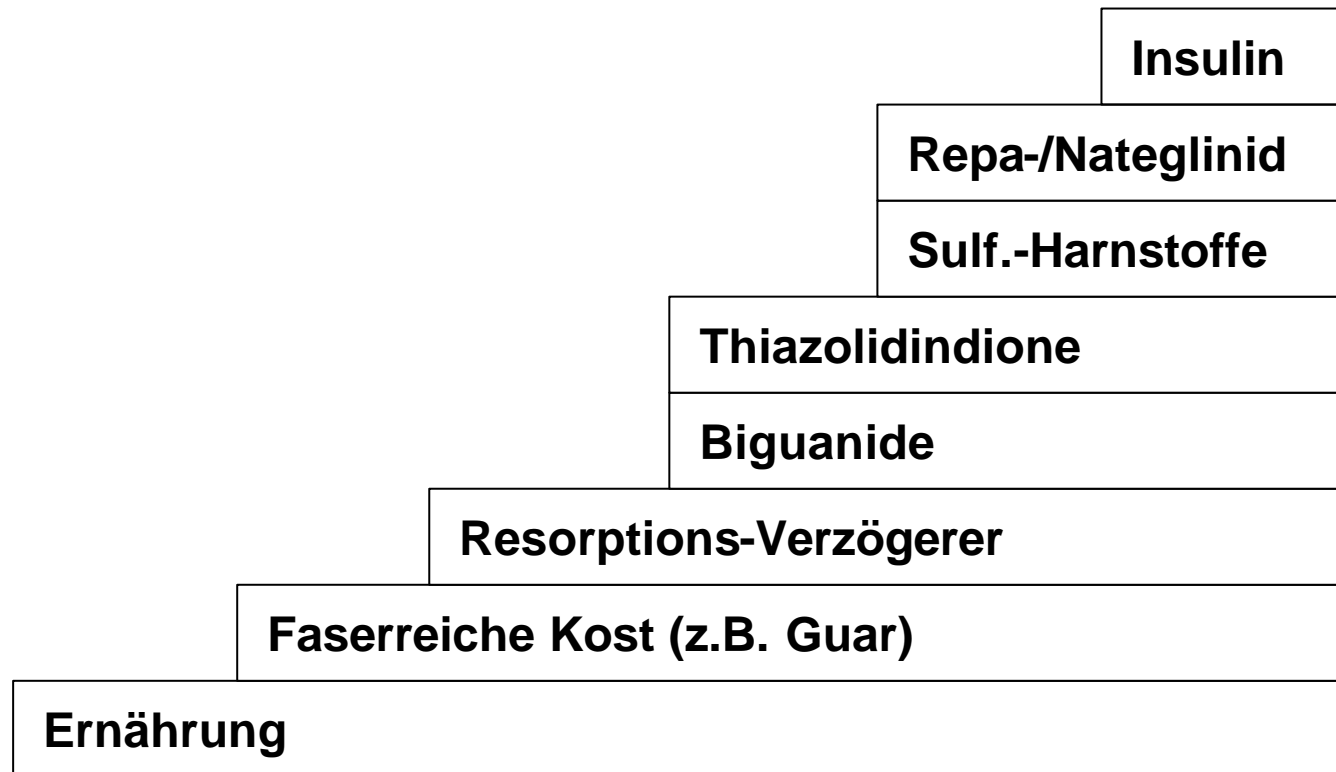 Insulin
Repa-/Nateglinid
Sulf.-Harnstoffe
Thiazolidindione
Biguanide
Resorptions-Verzögerer
Faserreiche Kost (z.B. Guar)
Ernährung